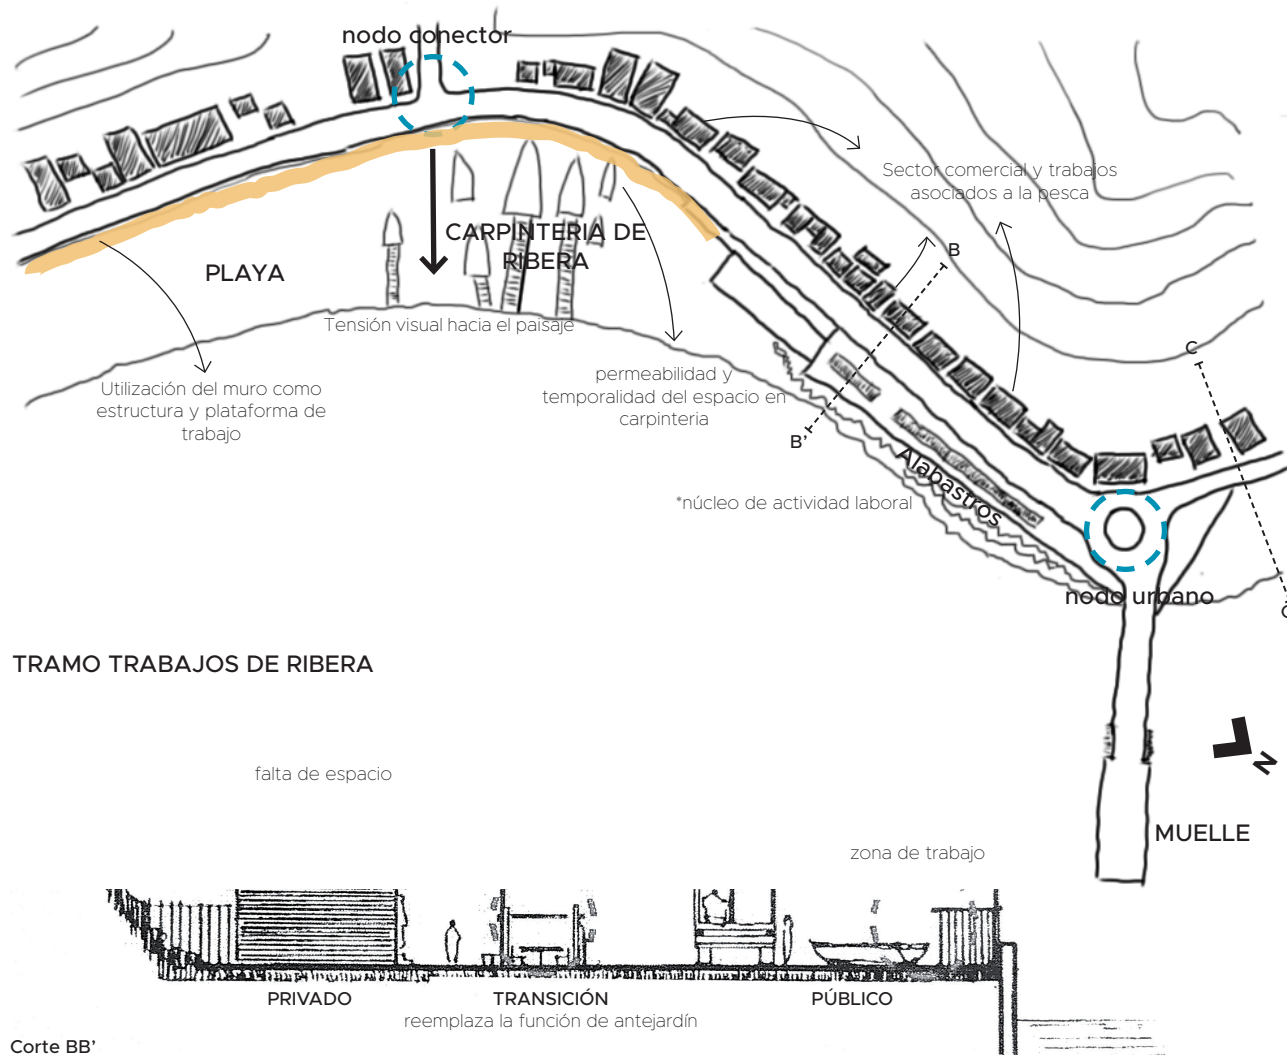 nodo conector
Sector comercial y trabajos
asociados a la pesca
CARPINTERIA DE
RIBERA
B
PLAYA
Tensión visual hacia el paisaje
C
Utilización del muro como
estructura y plataforma de
trabajo
permeabilidad y
temporalidad del espacio en
carpinteria
B'
Alabastros
*núcleo de actividad laboral
nodo urbano
C
TRAMO TRABAJOS DE RIBERA
N
falta de espacio
MUELLE
zona de trabajo
PRIVADO
TRANSICIÓN
PÚBLICO
reemplaza la función de antejardín
Corte BB'